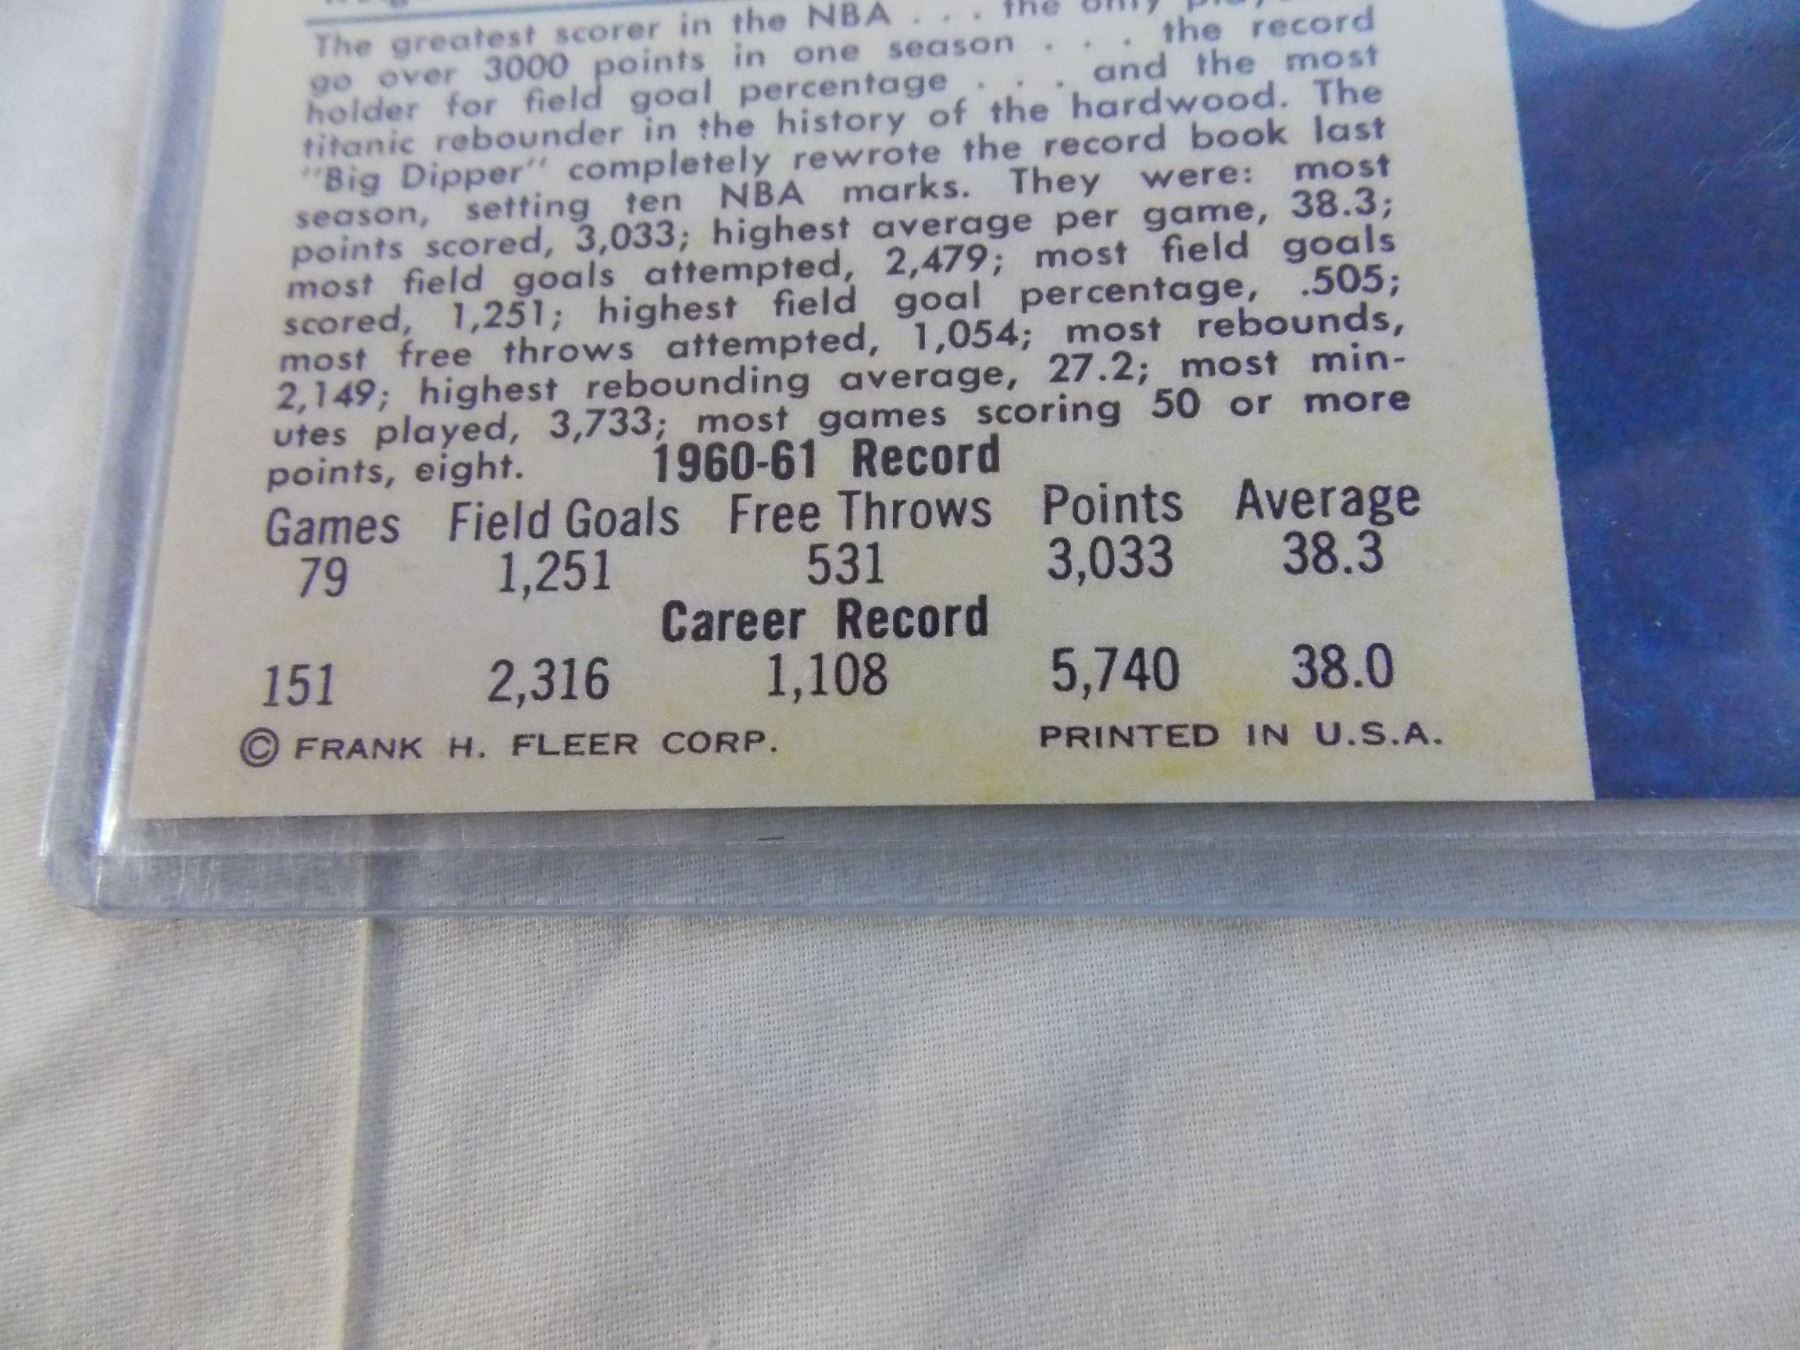 The greatest scorer in the NBA . . . the only
go over 3000 points in one season . . . the record
holder for field goal percentage . . . and the most
titanic rebounder in the history of the hardwood. The
"Big Dipper" completely rewrote the record book last
season, setting ten NBA marks. They were: most
points scored, 3,033; highest average per game, 38.3;
most field goals attempted, 2,479; most field goals
scored, 1,251; highest field goal percentage, .505;
most free throws attempted, 1,054; most rebounds,
2,149; highest rebounding average, 27.2; most min-
utes played, 3,733; most games scoring 50 or more
points, eight.
1960-61 Record
Games Field Goals Free Throws Points Average
79 1,251 531 3,033 38.3
Career Record
151 2,316 1,108 5,740 38.0
© FRANK H. FLEER CORP. PRINTED IN U.S.A.